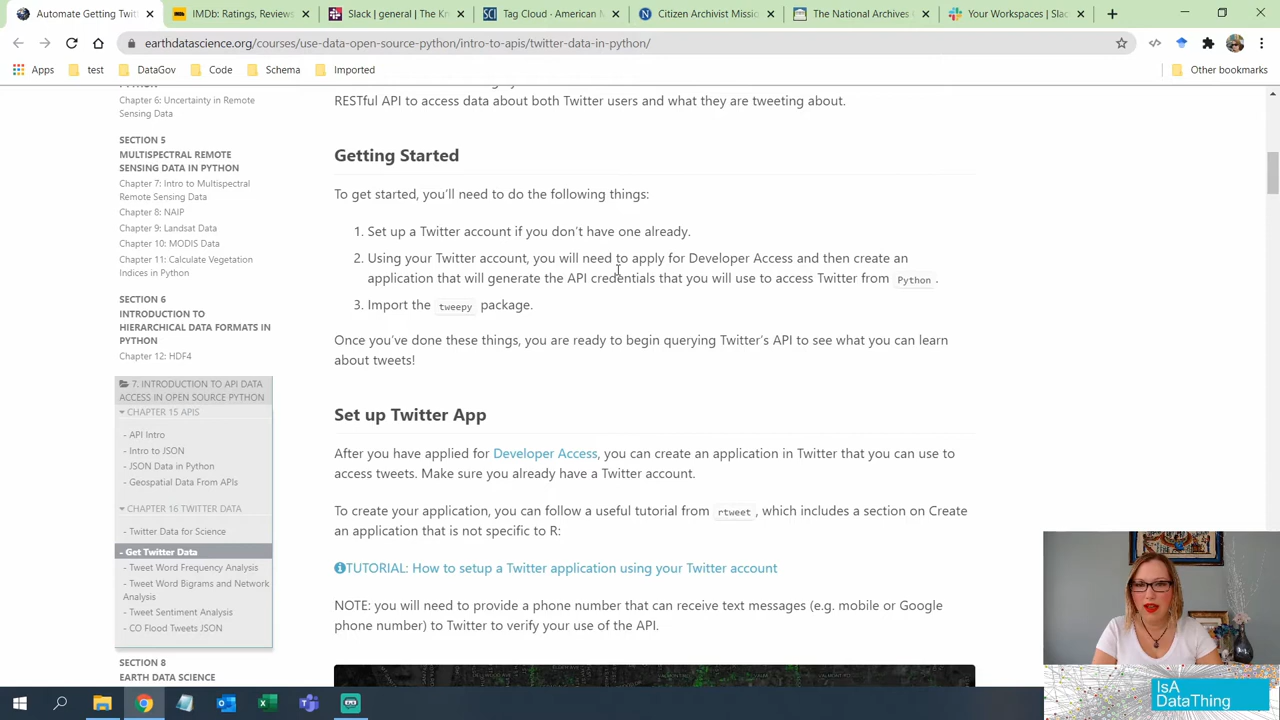 Automate Getting Twi
IMDb: Ratings, Reviews
Slack | general | The Kn
Tag Cloud - American N
Citizen Archivist Missio
The National Archives
Your Workspaces | Slac
earthdatascience.org/courses/use-data-open-source-python/intro-to-apis/twitter-data-in-python/
Apps
test
DataGov
Code
Schema
Imported
Other bookmarks
Chapter 6: Uncertainty in Remote
Sensing Data
SECTION 5
MULTISPECTRAL REMOTE
SENSING DATA IN PYTHON
Chapter 7: Intro to Multispectral
Remote Sensing Data
Chapter 8: NAIP
Chapter 9: Landsat Data
Chapter 10: MODIS Data
Chapter 11: Calculate Vegetation
Indices in Python
SECTION 6
INTRODUCTION TO
HIERARCHICAL DATA FORMATS IN
PYTHON
Chapter 12: HDF4
7. INTRODUCTION TO API DATA
ACCESS IN OPEN SOURCE PYTHON
CHAPTER 15 APIS
- API Intro
- Intro to JSON
- JSON Data in Python
- Geospatial Data From APIs
CHAPTER 16 TWITTER DATA
- Twitter Data for Science
- Get Twitter Data
- Tweet Word Frequency Analysis
- Tweet Word Bigrams and Network
Analysis
- Tweet Sentiment Analysis
- CO Flood Tweets JSON
SECTION 8
EARTH DATA SCIENCE
RESTful API to access data about both Twitter users and what they are tweeting about.
Getting Started
To get started, you'll need to do the following things:
1. Set up a Twitter account if you don't have one already.
2. Using your Twitter account, you will need to apply for Developer Access and then create an
application that will generate the API credentials that you will use to access Twitter from Python.
3. Import the tweepy package.
Once you've done these things, you are ready to begin querying Twitter's API to see what you can learn
about tweets!
Set up Twitter App
After you have applied for Developer Access, you can create an application in Twitter that you can use to
access tweets. Make sure you already have a Twitter account.
To create your application, you can follow a useful tutorial from rtweet, which includes a section on Create
an application that is not specific to R:
TUTORIAL: How to setup a Twitter application using your Twitter account
NOTE: you will need to provide a phone number that can receive text messages (e.g. mobile or Google
phone number) to Twitter to verify your use of the API.
IsA
DataThing